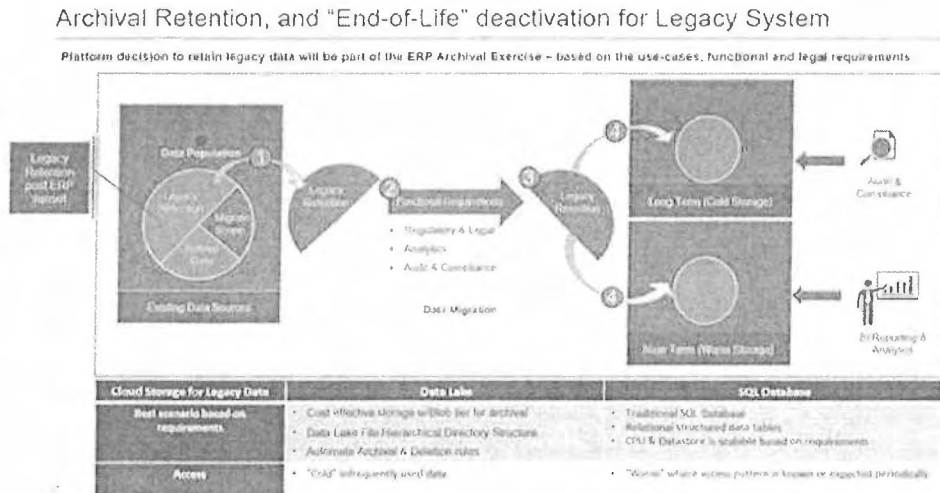 Archival Retention, and "End-of-Life" deactivation for Legacy System
Platform decision to retain legacy data will be part of the ERP Archival Exercise – based on the use-cases, functional and legal requirements
Legacy
Retention
post ERP
sunset
Data Population
Existing Data Sources
1
Legacy
Retention
2
Functional Requirements
• Regulatory & Legal
• Analytics
• Audit & Compliance
Data Migration
3
Legacy
Retention
4
Long Term (Cold Storage)
Audit &
Compliance
4
Near Term (Warm Storage)
BI Reporting &
Analytics
Cloud Storage for Legacy Data
Data Lake
SQL Database
Best scenario based on
requirements
• Cost effective storage w/Blob tier for archival
• Data Lake File Hierarchical Directory Structure
• Automate Archival & Deletion rules
• Traditional SQL Database
• Relational structured data tables
• CPU & Datastore is scalable based on requirements
Access
• "Cold" infrequently used data
• "Warm" where access pattern is known or expected periodically